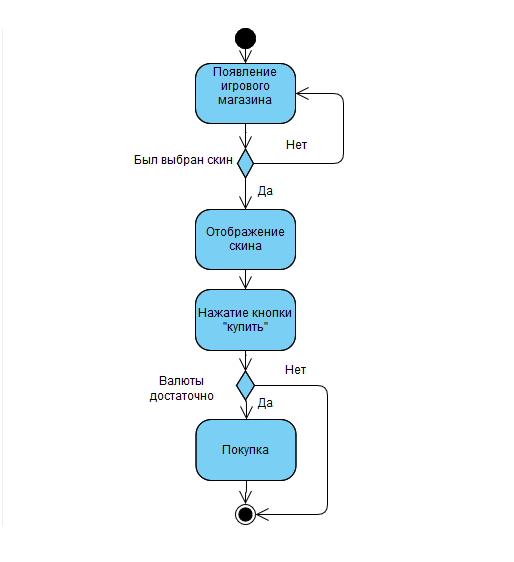 Появление
игрового
магазина
Нет
Был выбран скин
Да
Отображение
скина
Нажатие кнопки
"купить"
Нет
Валюты
достаточно
Да
Покупка